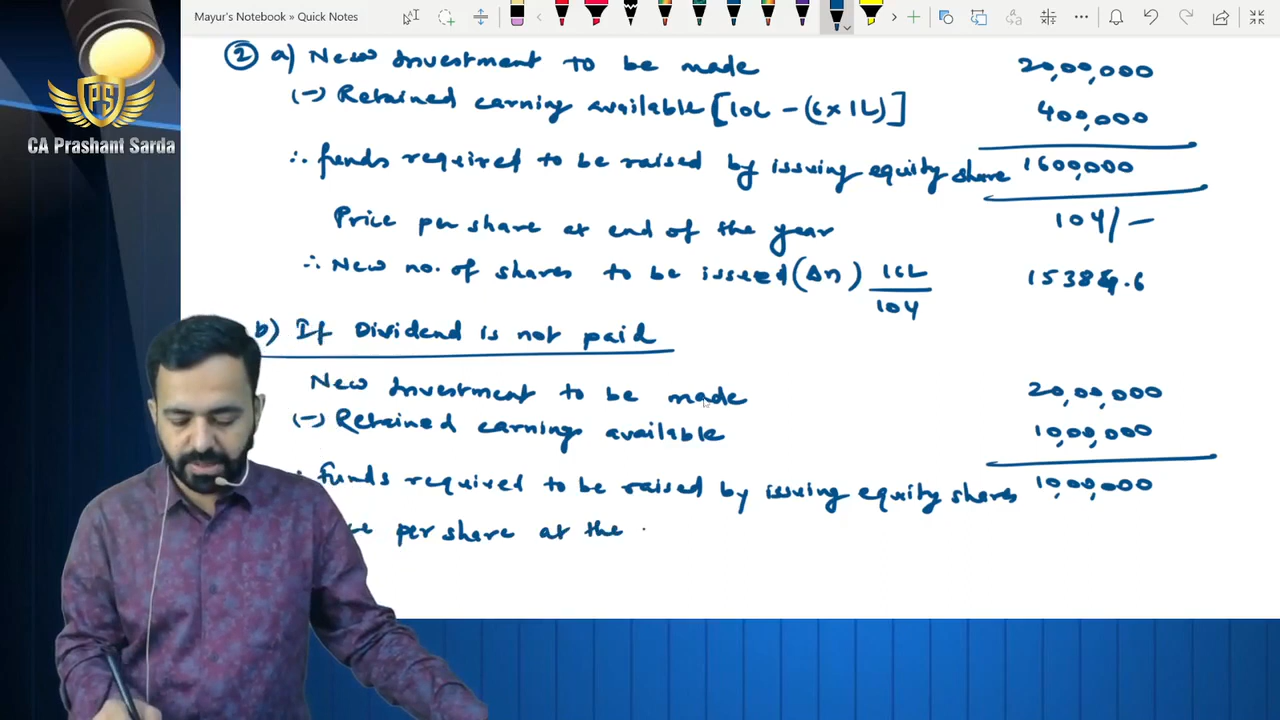 Mayur's Notebook » Quick Notes
PS
CA Prashant Sarda
② a) New Investment to be made 20,00,000
(-) Retained earning available [10L - (6 x 1L)] 400,000
∴ funds required to be raised by issuing equity share 1600,000
Price per share at end of the year 104/-
∴ New no. of shares to be issued (Δn) 16L/104 15384.6
b) If Dividend is not paid
New Investment to be made 20,00,000
(-) Retained earnings available 10,00,000
funds required to be raised by issuing equity shares 10,00,000
per share at the